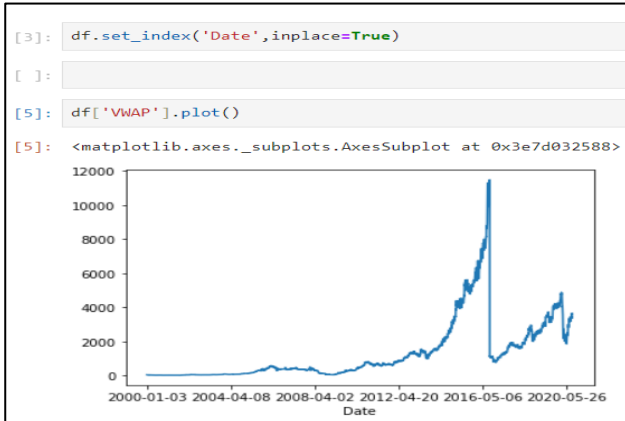 [3]: df.set_index('Date',inplace=True)
[ ]:
[5]: df['VWAP'].plot()
[5]: <matplotlib.axes._subplots.AxesSubplot at 0x3e7d032588>
12000
10000
8000
6000
4000
2000
0
2000-01-03 2004-04-08 2008-04-02 2012-04-20 2016-05-06 2020-05-26
Date